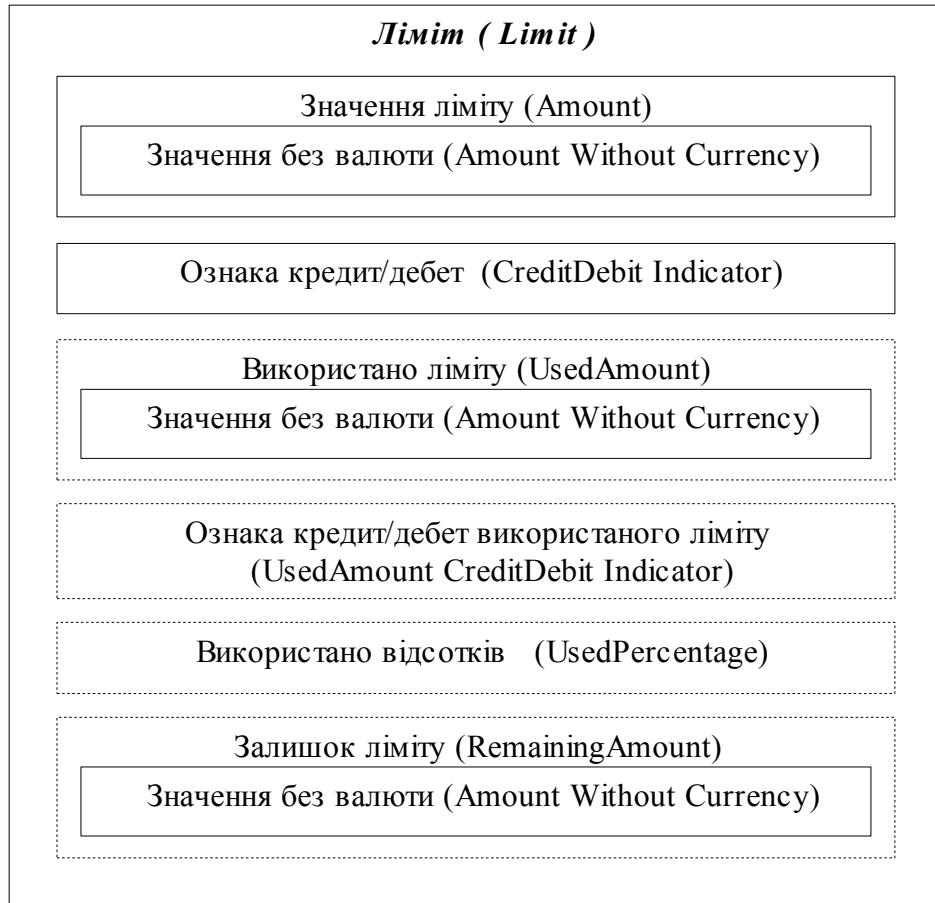 Ліміт ( Limit )
Значення ліміту (Amount)
Значення без валюти (Amount Without Currency)
Ознака кредит/дебет (CreditDebit Indicator)
Використано ліміту (UsedAmount)
Значення без валюти (Amount Without Currency)
Ознака кредит/дебет використаного ліміту
(UsedAmount CreditDebit Indicator)
Використано відсотків (UsedPercentage)
Залишок ліміту (RemainingAmount)
Значення без валюти (Amount Without Currency)